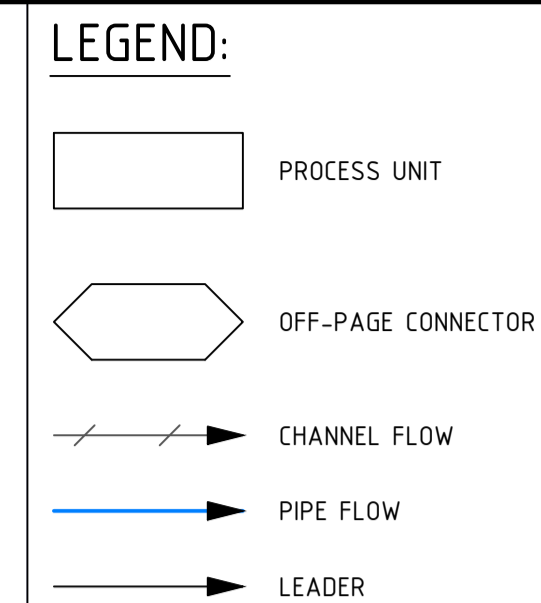 LEGEND:
PROCESS UNIT
OFF-PAGE CONNECTOR
CHANNEL FLOW
PIPE FLOW
LEADER